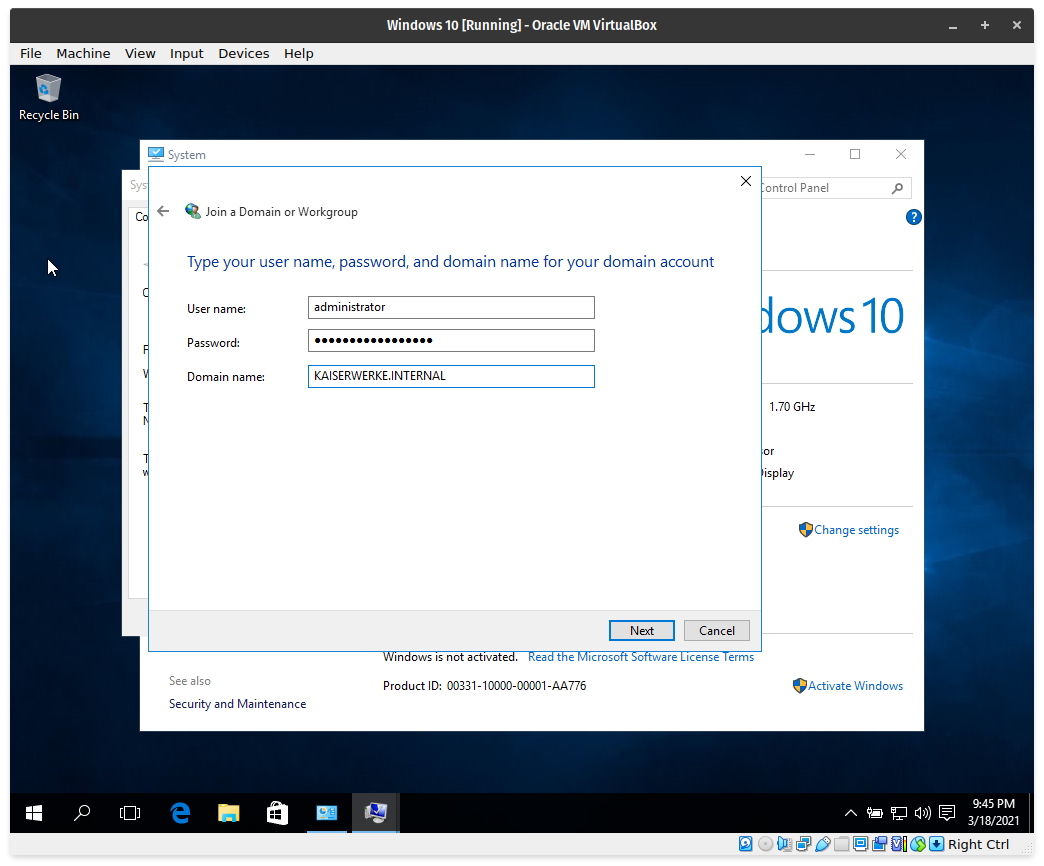 Windows 10 [Running] - Oracle VM VirtualBox
File Machine View Input Devices Help
Recycle Bin
System
Control Panel
Join a Domain or Workgroup
Type your user name, password, and domain name for your domain account
User name: administrator
Password: •••••••••••••••••
Domain name: KAISERWERKE.INTERNAL
dows 10
1.70 GHz
Display
Change settings
Next Cancel
Windows is not activated. Read the Microsoft Software License Terms
See also
Product ID: 00331-10000-00001-AA776
Activate Windows
Security and Maintenance
9:45 PM
3/18/2021
Right Ctrl